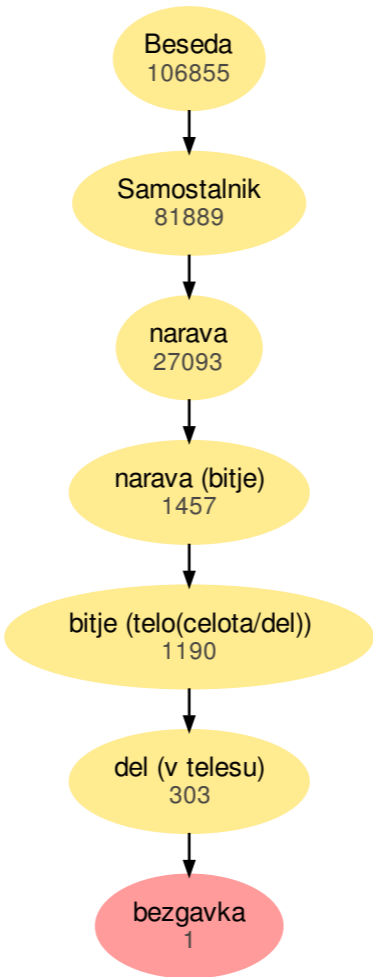 Beseda
106855
Samostalnik
81889
narava
27093
narava (bitje)
1457
bitje (telo(celota/del))
1190
del (v telesu)
303
bezgavka
1